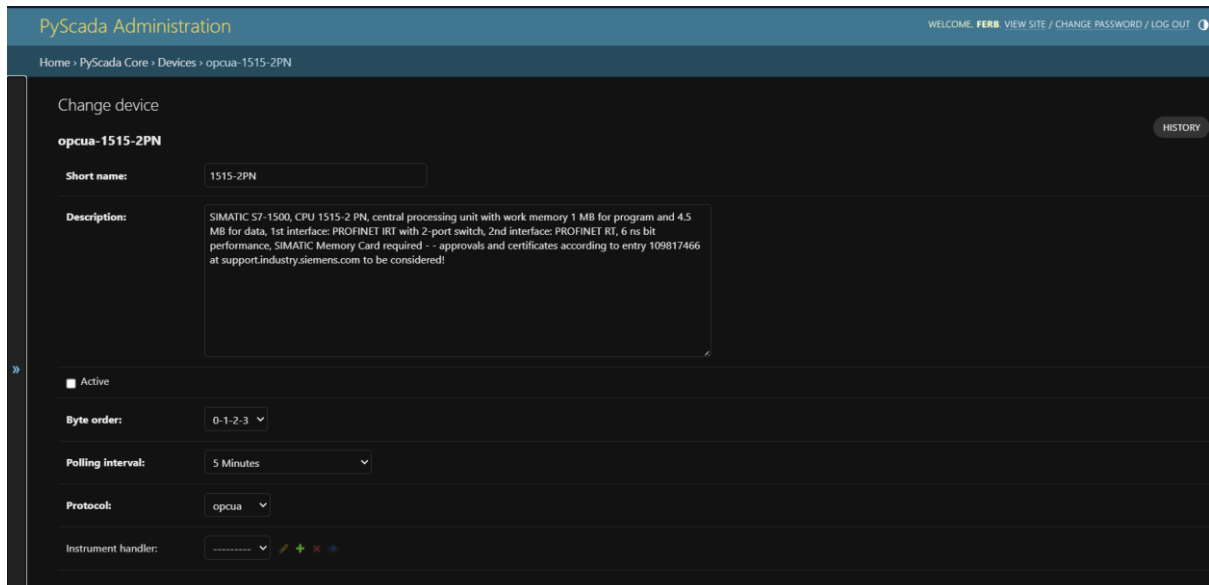 PyScada Administration
WELCOME, FERB. VIEW SITE / CHANGE PASSWORD / LOG OUT
Home › PyScada Core › Devices › opcua-1515-2PN
Change device
HISTORY
opcua-1515-2PN
Short name: 1515-2PN
Description: SIMATIC S7-1500, CPU 1515-2 PN, central processing unit with work memory 1 MB for program and 4.5
MB for data, 1st interface: PROFINET IRT with 2-port switch, 2nd interface: PROFINET RT, 6 ns bit
performance, SIMATIC Memory Card required - - approvals and certificates according to entry 109817466
at support.industry.siemens.com to be considered!
»
Active
Byte order: 0-1-2-3
Polling interval: 5 Minutes
Protocol: opcua
Instrument handler: ---------